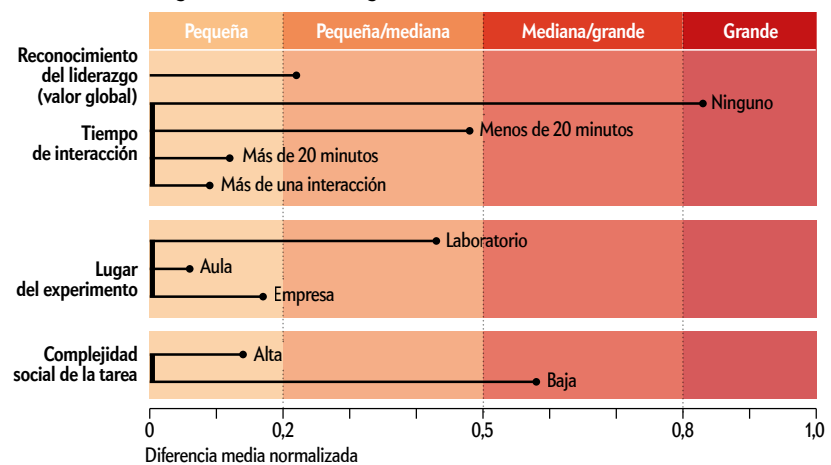 Pequeña
Pequeña/mediana
Mediana/grande
Grande
Reconocimiento
del liderazgo
(valor global)
Ninguno
Tiempo
de interacción
Menos de 20 minutos
Más de 20 minutos
Más de una interacción
Laboratorio
Lugar
del experimento
Aula
Empresa
Complejidad
social de la tarea
Alta
Baja
0
0,2
0,5
0,8
1,0
Diferencia media normalizada